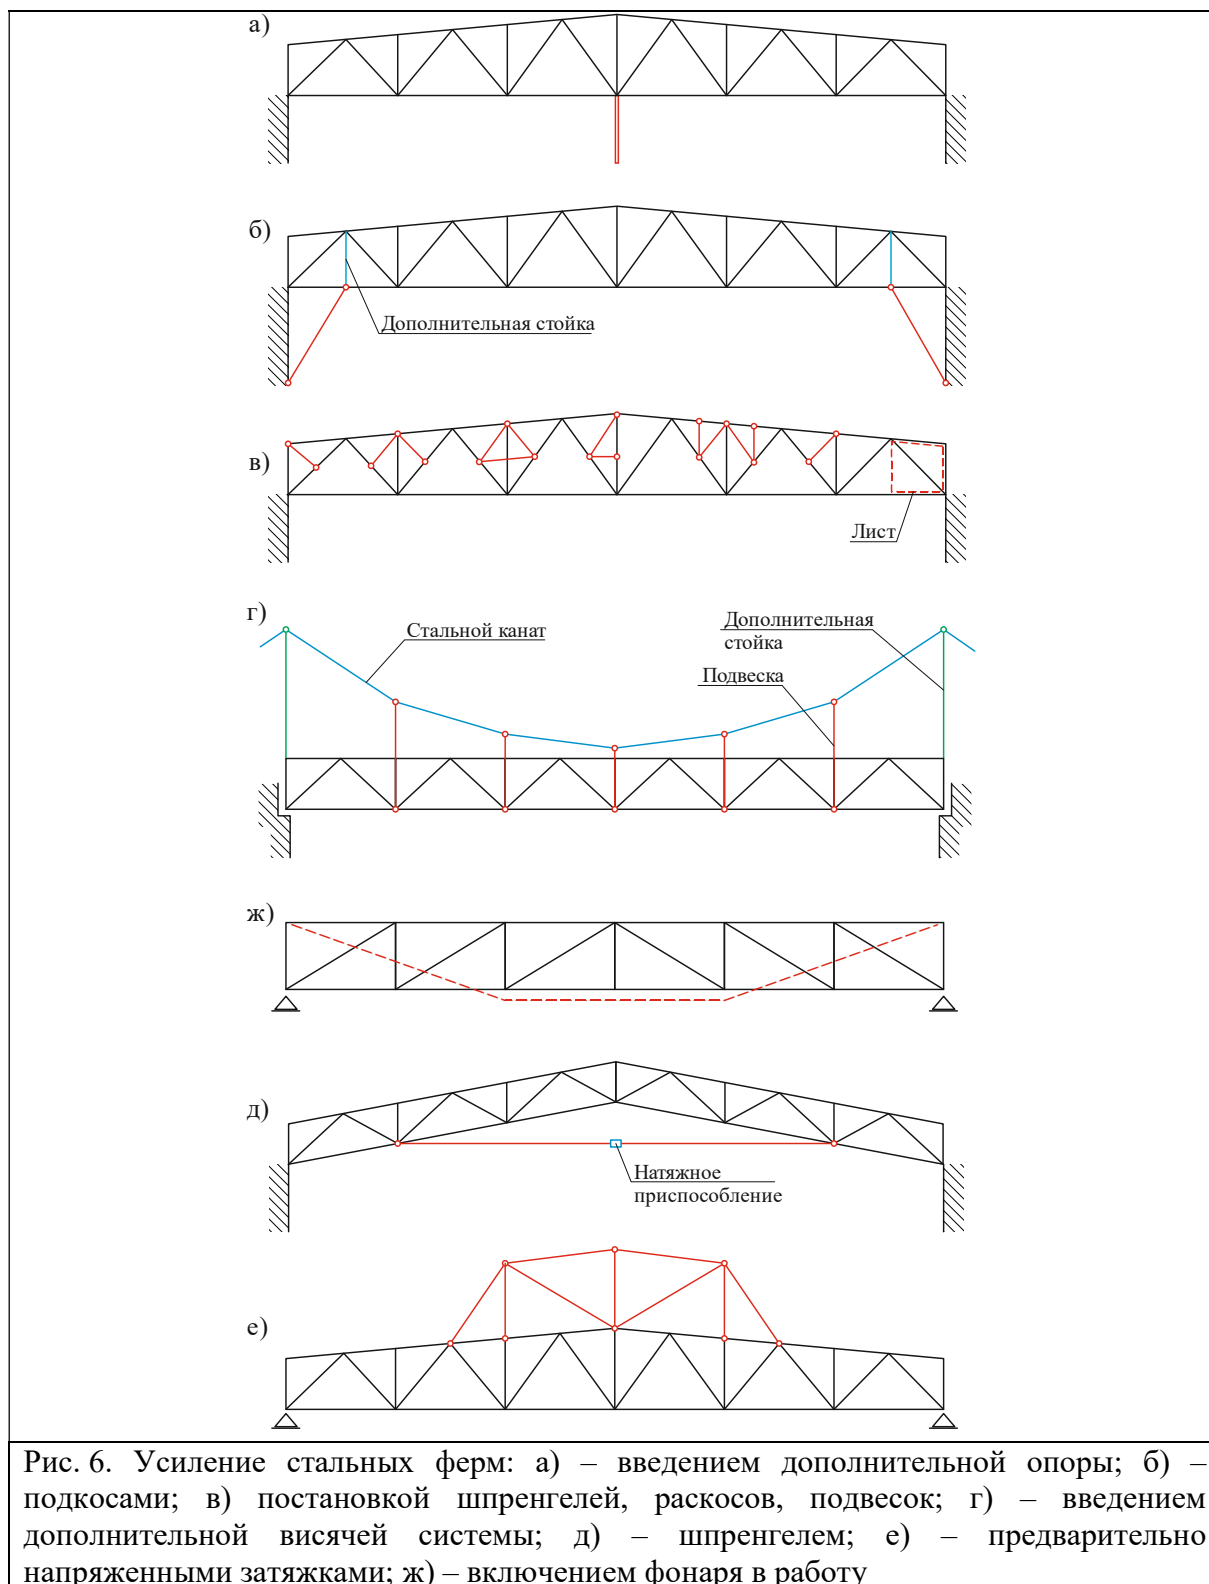 а)
б)
Дополнительная стойка
в)
Лист
г)
Стальной канат
Дополнительная
стойка
Подвеска
ж)
д)
Натяжное
приспособление
е)
Рис. 6. Усиление стальных ферм: а) – введением дополнительной опоры; б) –
подкосами; в) постановкой шпренгелей, раскосов, подвесок; г) – введением
дополнительной висячей системы; д) – шпренгелем; е) – предварительно
напряженными затяжками; ж) – включением фонаря в работу